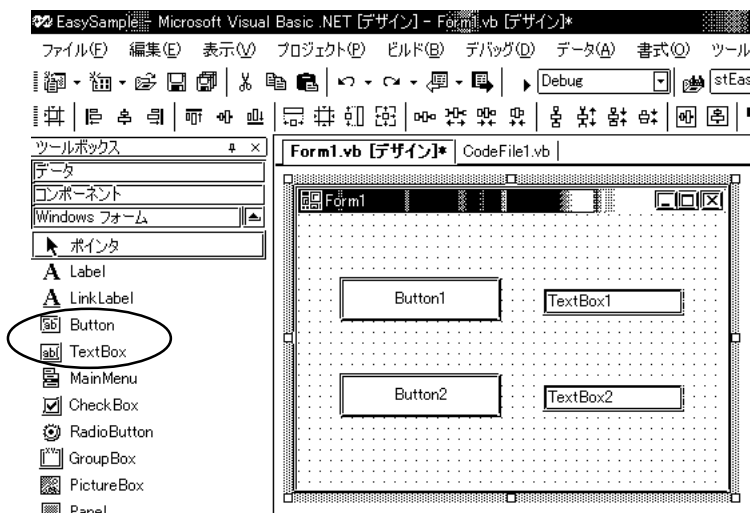 EasySample - Microsoft Visual Basic .NET [デザイン] - Form1.vb [デザイン]*
ファイル(F) 編集(E) 表示(V) プロジェクト(P) ビルド(B) デバッグ(D) データ(A) 書式(O) ツール
Debug stEas
ツールボックス
Form1.vb [デザイン]* CodeFile1.vb
データ
コンポーネント
Windows フォーム
ポインタ
Label
LinkLabel
Button
TextBox
MainMenu
CheckBox
RadioButton
GroupBox
PictureBox
Panel
Form1
Button1 TextBox1
Button2 TextBox2